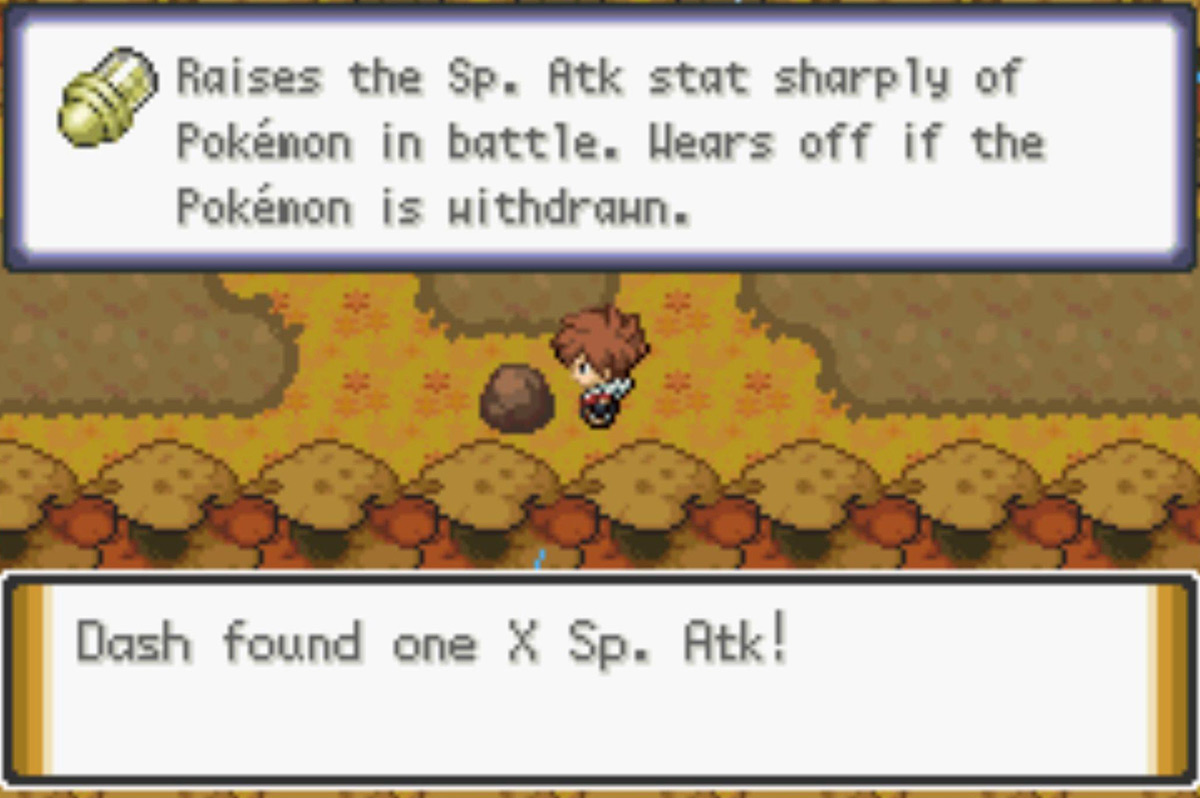 Raises the Sp. Atk stat sharply of
Pokémon in battle. Wears off if the
Pokémon is withdrawn.
Dash found one X Sp. Atk!